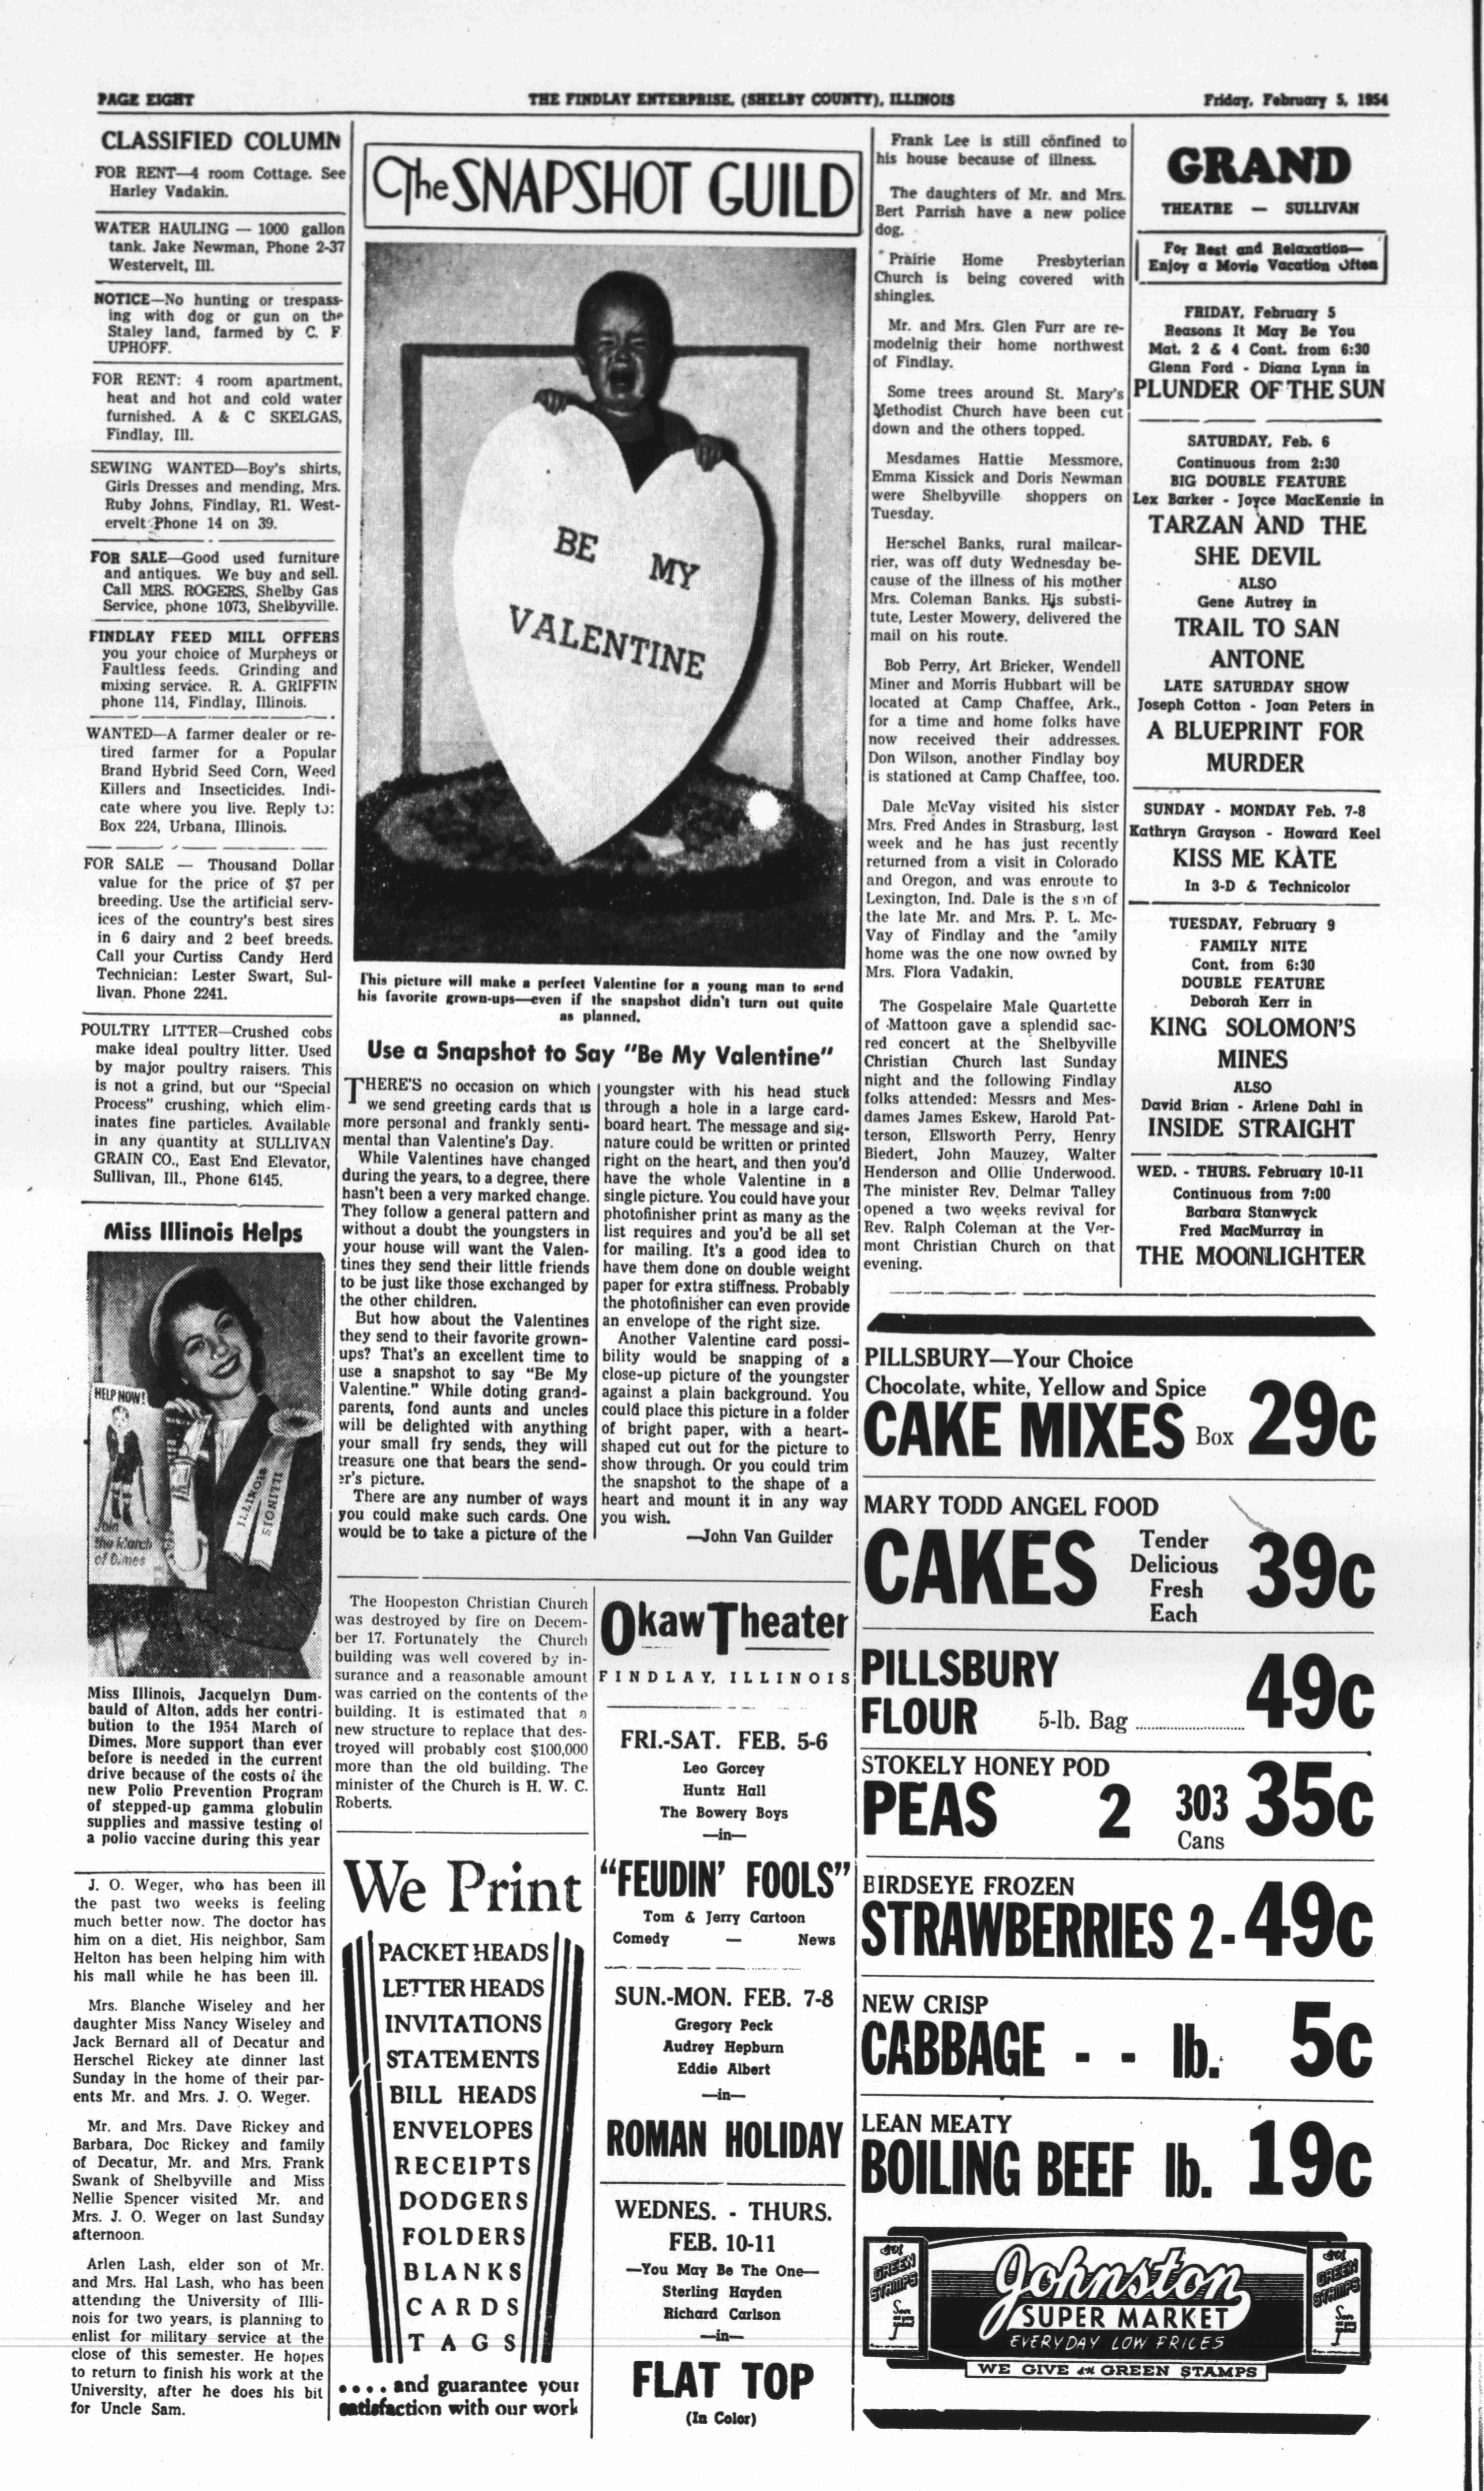 PAGE EIGHT
THE FINDLAY ENTERPRISE, (SHELBY COUNTY), ILLINOIS
Friday, February 5, 1954
CLASSIFIED COLUMN
FOR RENT—4 room Cottage. See
Harley Vadakin.
WATER HAULING — 1000 gallon
tank. Jake Newman, Phone 2-37
Westervelt, Ill.
NOTICE—No hunting or trespass-
ing with dog or gun on the
Staley land, farmed by C. F
UPHOFF.
FOR RENT: 4 room apartment,
heat and hot and cold water
furnished. A & C SKELGAS,
Findlay, Ill.
SEWING WANTED—Boy's shirts,
Girls Dresses and mending, Mrs.
Ruby Johns, Findlay, R1. West-
ervelt Phone 14 on 39.
FOR SALE—Good used furniture
and antiques. We buy and sell.
Call MRS. ROGERS, Shelby Gas
Service, phone 1073, Shelbyville.
FINDLAY FEED MILL OFFERS
you your choice of Murpheys or
Faultless feeds. Grinding and
mixing service. R. A. GRIFFIN
phone 114, Findlay, Illinois.
WANTED—A farmer dealer or re-
tired farmer for a Popular
Brand Hybrid Seed Corn, Weed
Killers and Insecticides. Indi-
cate where you live. Reply to:
Box 224, Urbana, Illinois.
FOR SALE — Thousand Dollar
value for the price of $7 per
breeding. Use the artificial serv-
ices of the country's best sires
in 6 dairy and 2 beef breeds.
Call your Curtiss Candy Herd
Technician: Lester Swart, Sul-
livan. Phone 2241.
POULTRY LITTER—Crushed cobs
make ideal poultry litter. Used
by major poultry raisers. This
is not a grind, but our "Special
Process" crushing, which elim-
inates fine particles. Available
in any quantity at SULLIVAN
GRAIN CO., East End Elevator,
Sullivan, Ill., Phone 6145.
Miss Illinois Helps
HELP NOW!
Join
the March
of Dimes
ILLINOIS
ILLINOIS
Miss Illinois, Jacquelyn Dum-
bauld of Alton, adds her contri-
bution to the 1954 March of
Dimes. More support than ever
before is needed in the current
drive because of the costs of the
new Polio Prevention Program
of stepped-up gamma globulin
supplies and massive testing of
a polio vaccine during this year
J. O. Weger, who has been ill
the past two weeks is feeling
much better now. The doctor has
him on a diet. His neighbor, Sam
Helton has been helping him with
his mail while he has been ill.
Mrs. Blanche Wiseley and her
daughter Miss Nancy Wiseley and
Jack Bernard all of Decatur and
Herschel Rickey ate dinner last
Sunday in the home of their par-
ents Mr. and Mrs. J. O. Weger.
Mr. and Mrs. Dave Rickey and
Barbara, Doc Rickey and family
of Decatur, Mr. and Mrs. Frank
Swank of Shelbyville and Miss
Nellie Spencer visited Mr. and
Mrs. J. O. Weger on last Sunday
afternoon.
Arlen Lash, elder son of Mr.
and Mrs. Hal Lash, who has been
attending the University of Illi-
nois for two years, is planning to
enlist for military service at the
close of this semester. He hopes
to return to finish his work at the
University, after he does his bit
for Uncle Sam.
The SNAPSHOT GUILD
BE MY
VALENTINE
This picture will make a perfect Valentine for a young man to send
his favorite grown-ups—even if the snapshot didn't turn out quite
as planned.
Use a Snapshot to Say "Be My Valentine"
THERE'S no occasion on which
we send greeting cards that is
more personal and frankly senti-
mental than Valentine's Day.
While Valentines have changed
during the years, to a degree, there
hasn't been a very marked change.
They follow a general pattern and
without a doubt the youngsters in
your house will want the Valen-
tines they send their little friends
to be just like those exchanged by
the other children.
But how about the Valentines
they send to their favorite grown-
ups? That's an excellent time to
use a snapshot to say "Be My
Valentine." While doting grand-
parents, fond aunts and uncles
will be delighted with anything
your small fry sends, they will
treasure one that bears the send-
er's picture.
There are any number of ways
you could make such cards. One
would be to take a picture of the
youngster with his head stuck
through a hole in a large card-
board heart. The message and sig-
nature could be written or printed
right on the heart, and then you'd
have the whole Valentine in a
single picture. You could have your
photofinisher print as many as the
list requires and you'd be all set
for mailing. It's a good idea to
have them done on double weight
paper for extra stiffness. Probably
the photofinisher can even provide
an envelope of the right size.
Another Valentine card possi-
bility would be snapping of a
close-up picture of the youngster
against a plain background. You
could place this picture in a folder
of bright paper, with a heart-
shaped cut out for the picture to
show through. Or you could trim
the snapshot to the shape of a
heart and mount it in any way
you wish.
—John Van Guilder
The Hoopeston Christian Church
was destroyed by fire on Decem-
ber 17. Fortunately the Church
building was well covered by in-
surance and a reasonable amount
was carried on the contents of the
building. It is estimated that a
new structure to replace that des-
troyed will probably cost $100,000
more than the old building. The
minister of the Church is H. W. C.
Roberts.
We Print
PACKET HEADS
LETTER HEADS
INVITATIONS
STATEMENTS
BILL HEADS
ENVELOPES
RECEIPTS
DODGERS
FOLDERS
BLANKS
CARDS
TAGS
.... and guarantee your
satisfaction with our work
Okaw Theater
FINDLAY, ILLINOIS
FRI.-SAT. FEB. 5-6
Leo Gorcey
Huntz Hall
The Bowery Boys
—in—
"FEUDIN' FOOLS"
Tom & Jerry Cartoon
Comedy — News
SUN.-MON. FEB. 7-8
Gregory Peck
Audrey Hepburn
Eddie Albert
—in—
ROMAN HOLIDAY
WEDNES. - THURS.
FEB. 10-11
—You May Be The One—
Sterling Hayden
Richard Carlson
—in—
FLAT TOP
(In Color)
Frank Lee is still confined to
his house because of illness.
The daughters of Mr. and Mrs.
Bert Parrish have a new police
dog.
Prairie Home Presbyterian
Church is being covered with
shingles.
Mr. and Mrs. Glen Furr are re-
modelnig their home northwest
of Findlay.
Some trees around St. Mary's
Methodist Church have been cut
down and the others topped.
Mesdames Hattie Messmore,
Emma Kissick and Doris Newman
were Shelbyville shoppers on
Tuesday.
Herschel Banks, rural mailcar-
rier, was off duty Wednesday be-
cause of the illness of his mother
Mrs. Coleman Banks. His substi-
tute, Lester Mowery, delivered the
mail on his route.
Bob Perry, Art Bricker, Wendell
Miner and Morris Hubbart will be
located at Camp Chaffee, Ark.,
for a time and home folks have
now received their addresses.
Don Wilson, another Findlay boy
is stationed at Camp Chaffee, too.
Dale McVay visited his sister
Mrs. Fred Andes in Strasburg, last
week and he has just recently
returned from a visit in Colorado
and Oregon, and was enroute to
Lexington, Ind. Dale is the son of
the late Mr. and Mrs. P. L. Mc-
Vay of Findlay and the family
home was the one now owned by
Mrs. Flora Vadakin.
The Gospelaire Male Quartette
of Mattoon gave a splendid sac-
red concert at the Shelbyville
Christian Church last Sunday
night and the following Findlay
folks attended: Messrs and Mes-
dames James Eskew, Harold Pat-
terson, Ellsworth Perry, Henry
Biedert, John Mauzey, Walter
Henderson and Ollie Underwood.
The minister Rev. Delmar Talley
opened a two weeks revival for
Rev. Ralph Coleman at the Ver-
mont Christian Church on that
evening.
GRAND
THEATRE — SULLIVAN
For Rest and Relaxation—
Enjoy a Movie Vacation Often
FRIDAY, February 5
Reasons It May Be You
Mat. 2 & 4 Cont. from 6:30
Glenn Ford - Diana Lynn in
PLUNDER OF THE SUN
SATURDAY, Feb. 6
Continuous from 2:30
BIG DOUBLE FEATURE
Lex Barker - Joyce MacKenzie in
TARZAN AND THE
SHE DEVIL
ALSO
Gene Autrey in
TRAIL TO SAN
ANTONE
LATE SATURDAY SHOW
Joseph Cotton - Joan Peters in
A BLUEPRINT FOR
MURDER
SUNDAY - MONDAY Feb. 7-8
Kathryn Grayson - Howard Keel
KISS ME KATE
In 3-D & Technicolor
TUESDAY, February 9
FAMILY NITE
Cont. from 6:30
DOUBLE FEATURE
Deborah Kerr in
KING SOLOMON'S
MINES
ALSO
David Brian - Arlene Dahl in
INSIDE STRAIGHT
WED. - THURS. February 10-11
Continuous from 7:00
Barbara Stanwyck
Fred MacMurray in
THE MOONLIGHTER
PILLSBURY—Your Choice
Chocolate, white, Yellow and Spice
CAKE MIXES Box 29c
MARY TODD ANGEL FOOD
CAKES Tender
Delicious
Fresh
Each
39c
PILLSBURY
FLOUR 5-lb. Bag 49c
STOKELY HONEY POD
PEAS 2 303
Cans
35c
BIRDSEYE FROZEN
STRAWBERRIES 2-49c
NEW CRISP
CABBAGE - - lb. 5c
LEAN MEATY
BOILING BEEF lb. 19c
GREEN
STAMPS
Johnston
SUPER MARKET
EVERYDAY LOW PRICES
WE GIVE GREEN STAMPS
GREEN
STAMPS